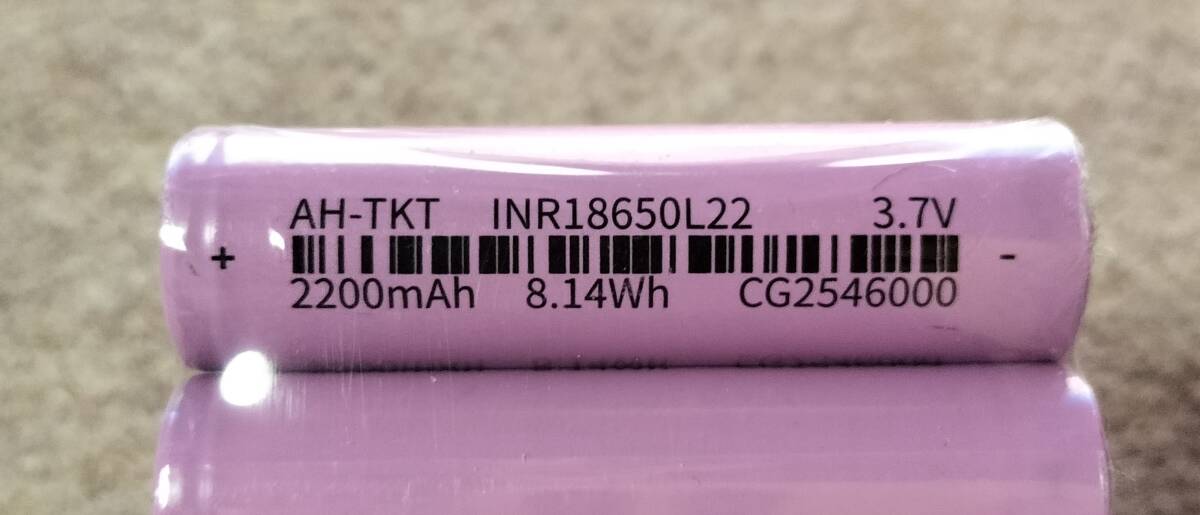 AH-TKT INR18650L22 3.7V
+ -
2200mAh 8.14Wh CG2546000